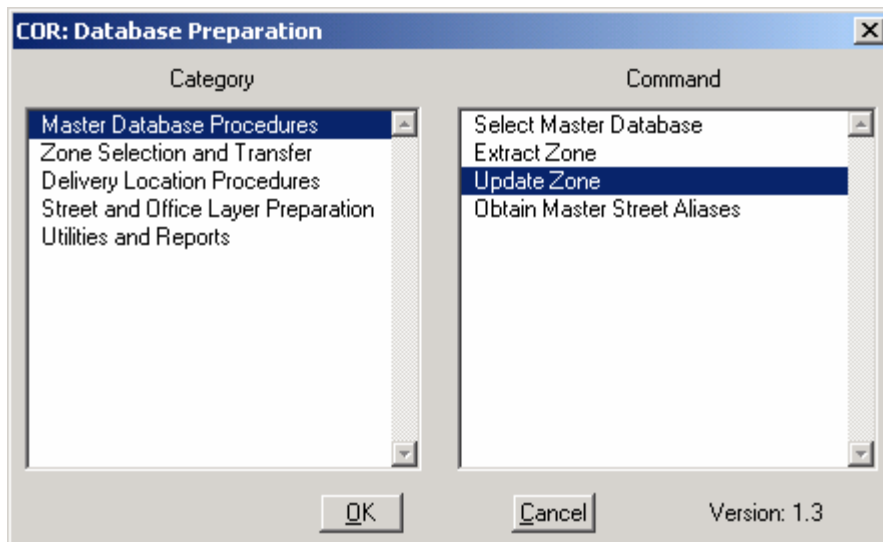 COR: Database Preparation
Category
Command
Master Database Procedures
Zone Selection and Transfer
Delivery Location Procedures
Street and Office Layer Preparation
Utilities and Reports
Select Master Database
Extract Zone
Update Zone
Obtain Master Street Aliases
OK
Cancel
Version: 1.3